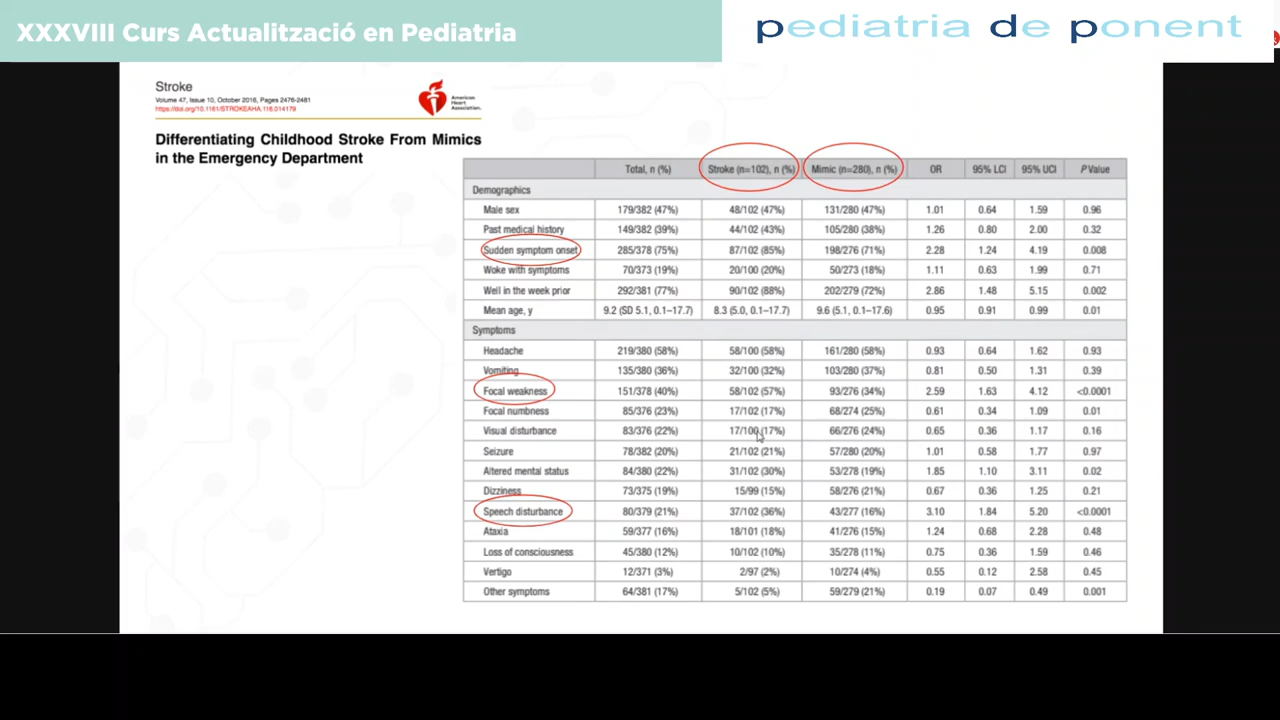 XXXVIII Curs Actualització en Pediatria
pediatria de ponent
Stroke
Volume 47, Issue 10, October 2016, Pages 2476-2481
https://doi.org/10.1161/STROKEAHA.116.014179
American
Heart
Association.
Differentiating Childhood Stroke From Mimics
in the Emergency Department
Total, n (%) Stroke (n=102), n (%) Mimic (n=280), n (%) OR 95% LCI 95% UCI P Value
Demographics
Male sex 179/382 (47%) 48/102 (47%) 131/280 (47%) 1.01 0.64 1.59 0.96
Past medical history 149/382 (39%) 44/102 (43%) 105/280 (38%) 1.26 0.80 2.00 0.32
Sudden symptom onset 285/378 (75%) 87/102 (85%) 198/276 (71%) 2.28 1.24 4.19 0.008
Woke with symptoms 70/373 (19%) 20/100 (20%) 50/273 (18%) 1.11 0.63 1.99 0.71
Well in the week prior 292/381 (77%) 90/102 (88%) 202/279 (72%) 2.86 1.48 5.15 0.002
Mean age, y 9.2 (SD 5.1, 0.1–17.7) 8.3 (5.0, 0.1–17.7) 9.6 (5.1, 0.1–17.6) 0.95 0.91 0.99 0.01
Symptoms
Headache 219/380 (58%) 58/100 (58%) 161/280 (58%) 0.93 0.64 1.62 0.93
Vomiting 135/380 (36%) 32/100 (32%) 103/280 (37%) 0.81 0.50 1.31 0.39
Focal weakness 151/378 (40%) 58/102 (57%) 93/276 (34%) 2.59 1.63 4.12 <0.0001
Focal numbness 85/376 (23%) 17/102 (17%) 68/274 (25%) 0.61 0.34 1.09 0.01
Visual disturbance 83/376 (22%) 17/100 (17%) 66/276 (24%) 0.65 0.36 1.17 0.16
Seizure 78/382 (20%) 21/102 (21%) 57/280 (20%) 1.01 0.58 1.77 0.97
Altered mental status 84/380 (22%) 31/102 (30%) 53/278 (19%) 1.85 1.10 3.11 0.02
Dizziness 73/375 (19%) 15/99 (15%) 58/276 (21%) 0.67 0.36 1.25 0.21
Speech disturbance 80/379 (21%) 37/102 (36%) 43/277 (16%) 3.10 1.84 5.20 <0.0001
Ataxia 59/377 (16%) 18/101 (18%) 41/276 (15%) 1.24 0.68 2.28 0.48
Loss of consciousness 45/380 (12%) 10/102 (10%) 35/278 (11%) 0.75 0.36 1.59 0.46
Vertigo 12/371 (3%) 2/97 (2%) 10/274 (4%) 0.55 0.12 2.58 0.45
Other symptoms 64/381 (17%) 5/102 (5%) 59/279 (21%) 0.19 0.07 0.49 0.001